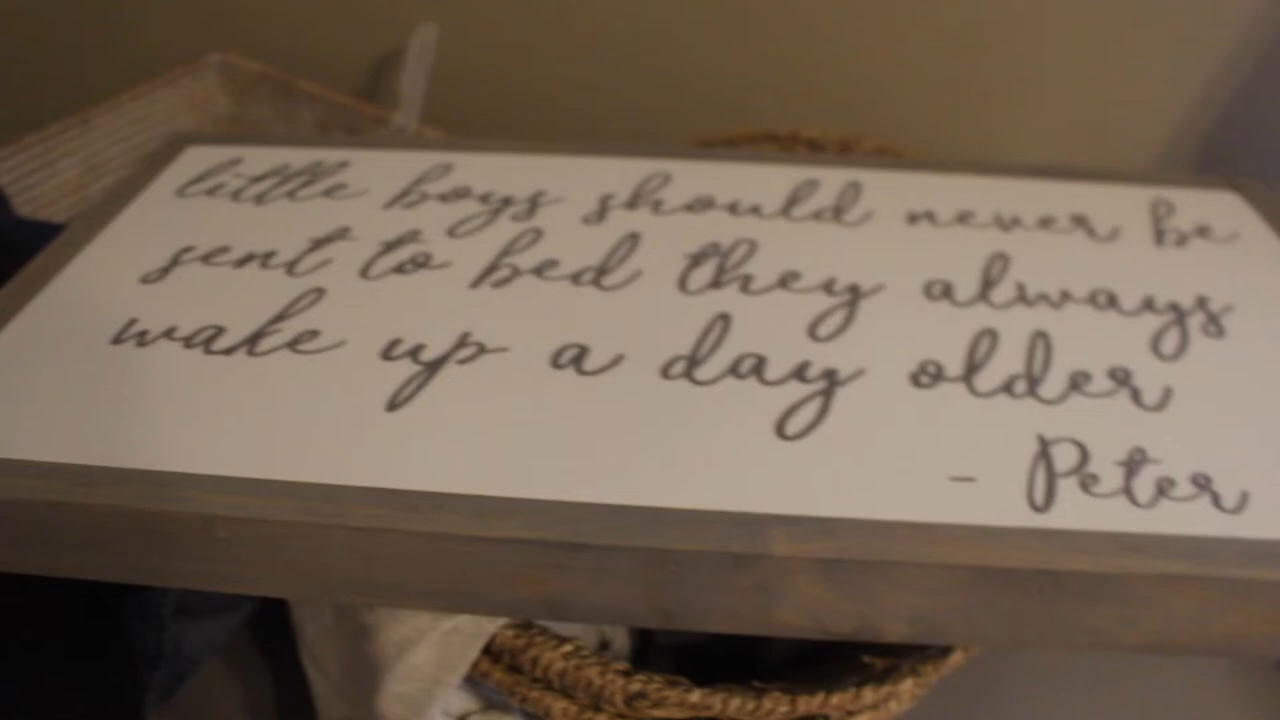 little boys should never be
sent to bed they always
wake up a day older
- Peter